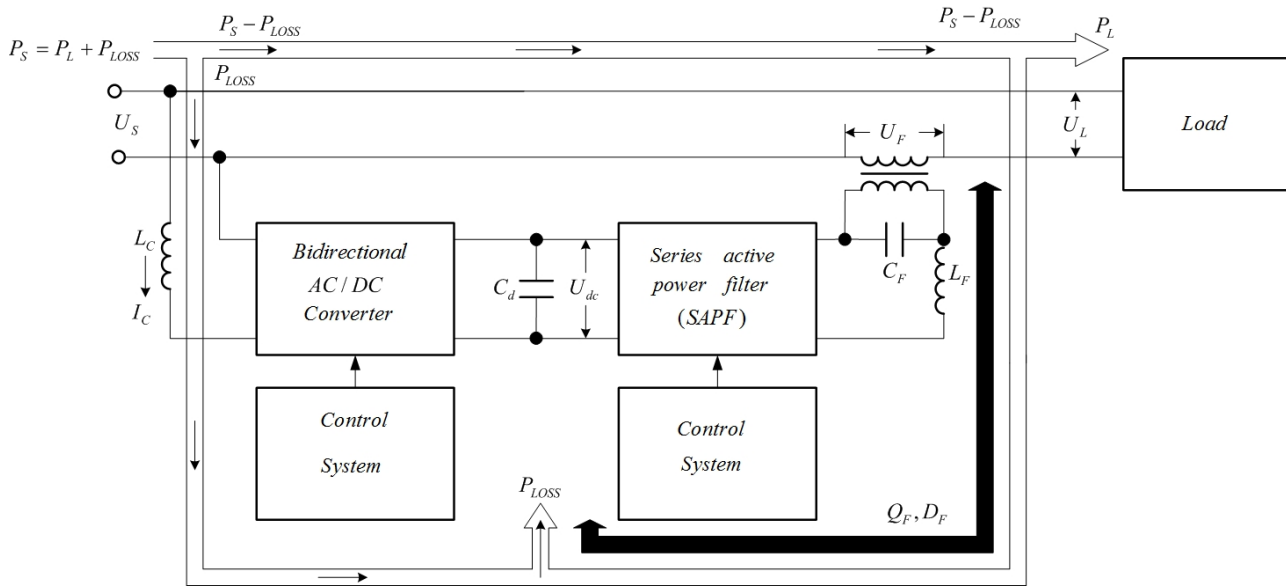 P_S − P_LOSS
P_S − P_LOSS
P_L
P_S = P_L + P_LOSS
P_LOSS
U_S
U_F
U_L
Load
L_C
I_C
Bidirectional
AC / DC
Converter
C_d
U_dc
Series active
power filter
(SAPF)
C_F
L_F
Control
System
Control
System
P_LOSS
Q_F, D_F